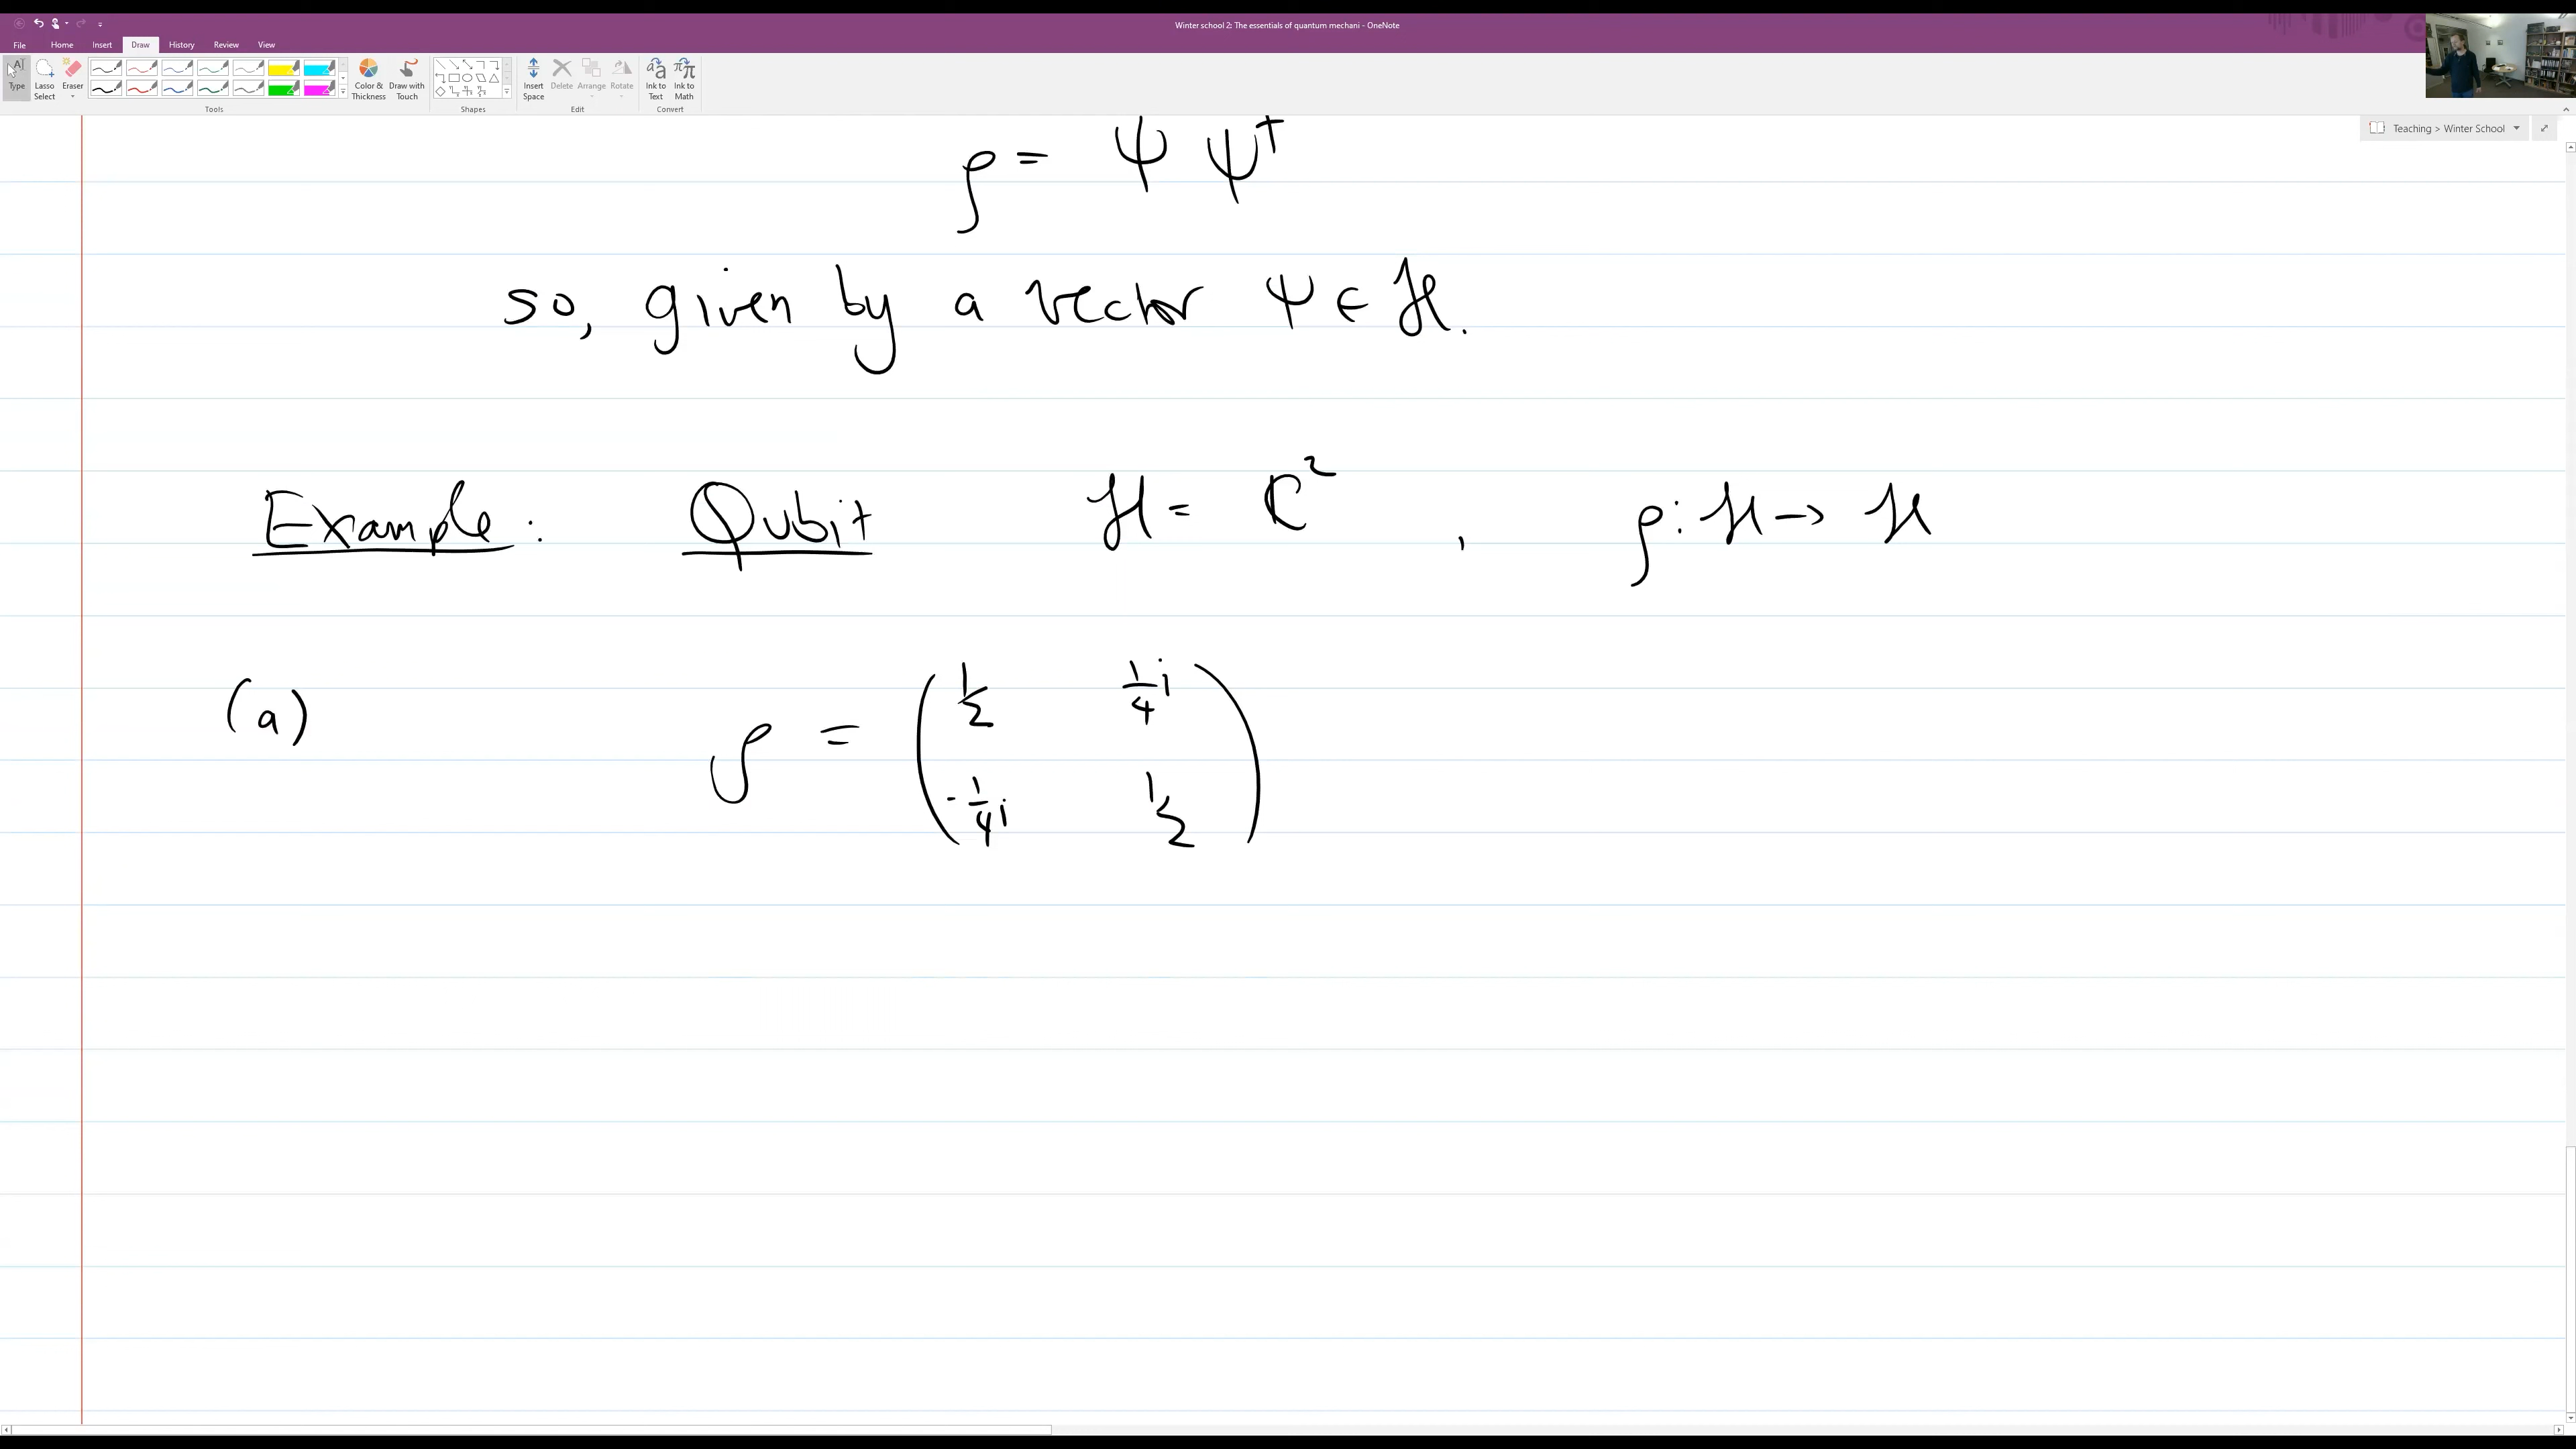 Winter school 2: The essentials of quantum mechani - OneNote
File Home Insert Draw History Review View
Type Lasso Select Eraser Color & Thickness Draw with Touch Insert Space Delete Arrange Rotate Ink to Text Ink to Math
Tools Shapes Edit Convert
Teaching > Winter School
ρ = ψ ψ†
so, given by a vector ψ ∈ ℋ.
Example: Qubit ℋ = ℂ² , ρ: ℋ → ℋ
(a) ρ = ( 1/2 1/4 i
-1/4 i 1/2 )